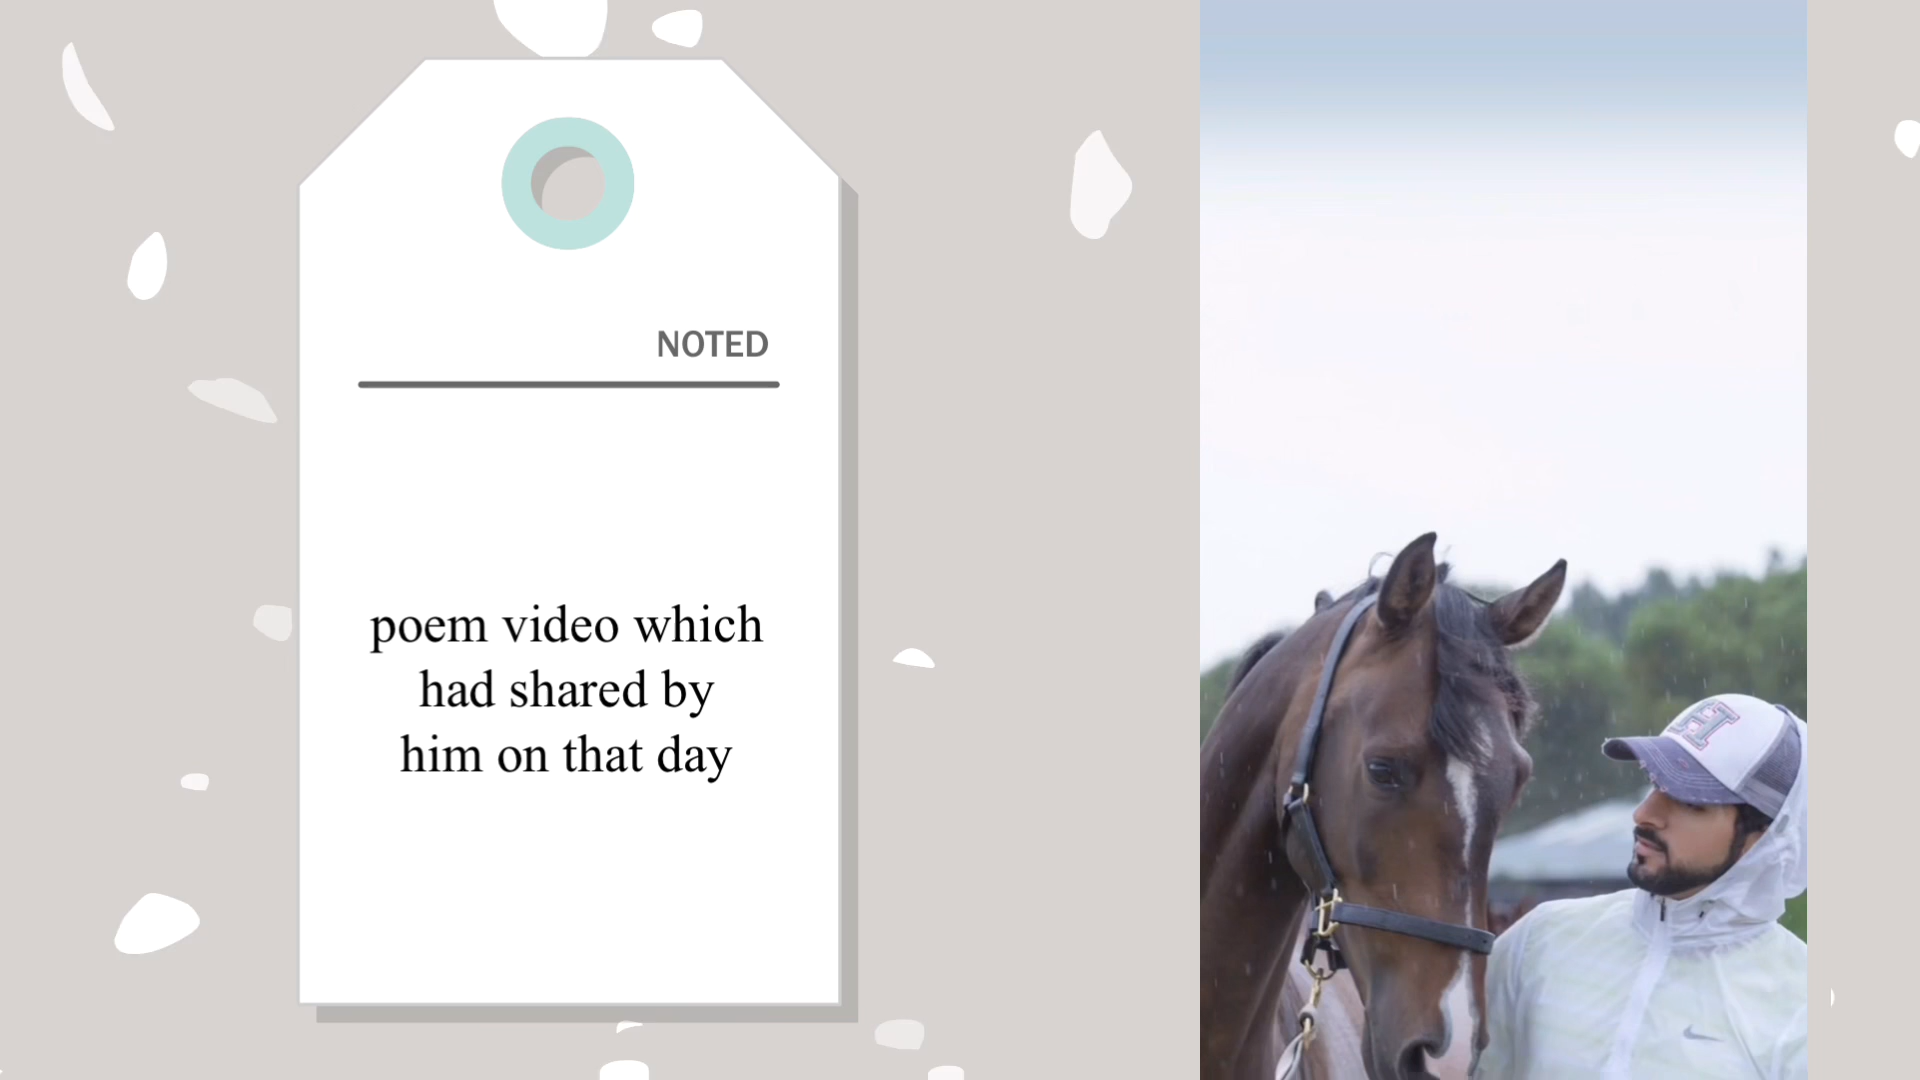 NOTED
poem video which
had shared by
him on that day
H